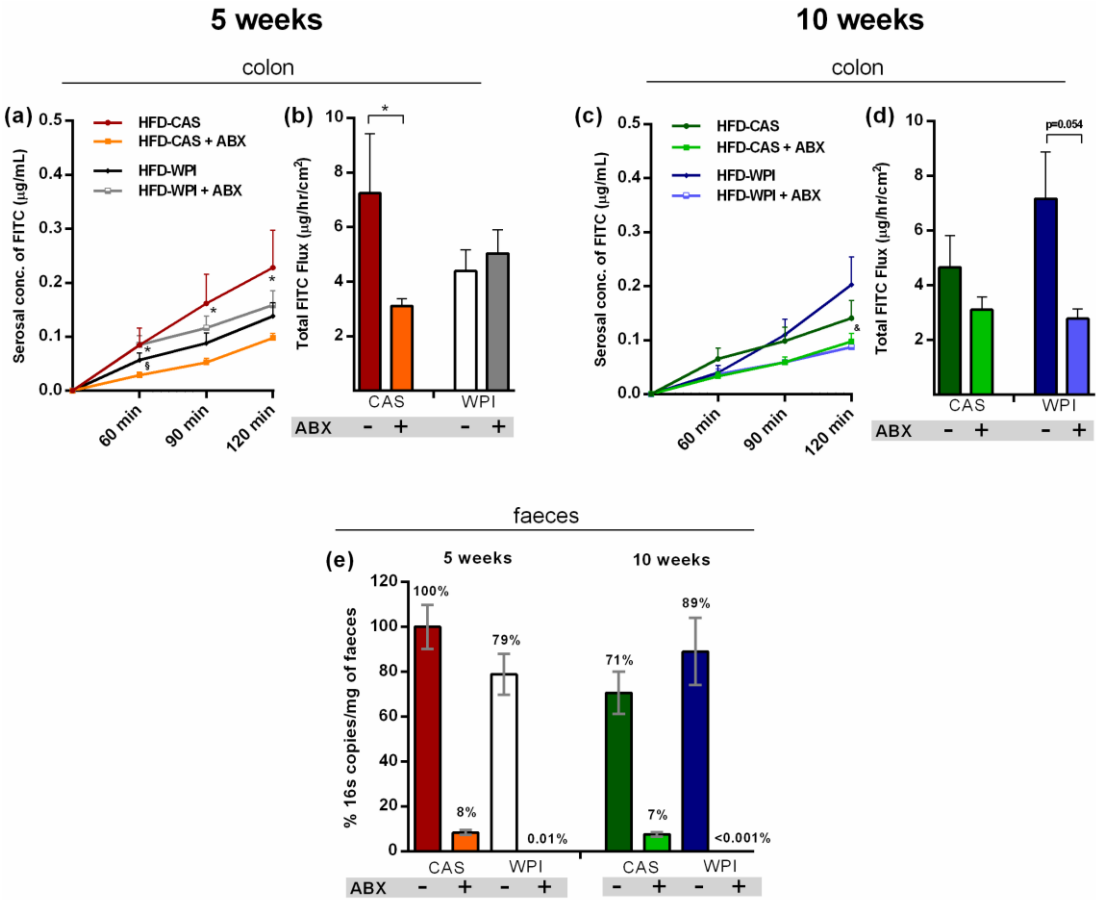 5 weeks
10 weeks
colon
colon
(a)
0.5
0.4
0.3
0.2
0.1
0.0
Serosal conc. of FITC (µg/mL)
HFD-CAS
HFD-CAS + ABX
HFD-WPI
HFD-WPI + ABX
*
*
*
§
60 min
90 min
120 min
(b)
10
8
6
4
2
Total FITC Flux (µg/hr/cm²)
*
CAS
WPI
ABX - + - +
(c)
0.5
0.4
0.3
0.2
0.1
0.0
Serosal conc. of FITC (µg/mL)
HFD-CAS
HFD-CAS + ABX
HFD-WPI
HFD-WPI + ABX
&
60 min
90 min
120 min
(d)
10
8
6
4
2
Total FITC Flux (µg/hr/cm²)
p=0.054
CAS
WPI
ABX - + - +
faeces
(e)
5 weeks
10 weeks
120
100
80
60
40
20
0
% 16s copies/mg of faeces
100%
8%
79%
0.01%
71%
7%
89%
<0.001%
CAS
WPI
CAS
WPI
ABX - + - + - + - +